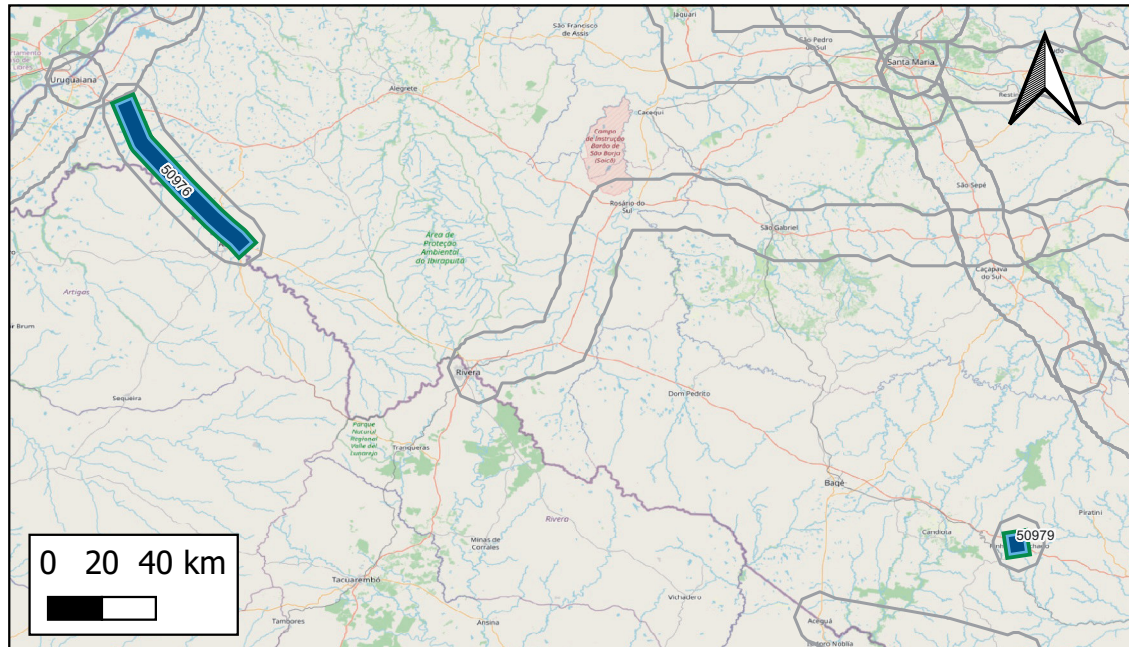 São Francisco
de Assis
Jaguari
São Pedro
do Sul
Santa Maria
Uruguaiana
Alegrete
Cacequi
Campo
de Instrução
Barão de
São Borja
(Saicã)
São Sepé
50976
Rosário do
Sul
São Gabriel
Área de
Proteção
Ambiental
do Ibirapuitã
Caçapava
do Sul
Artigas
Rivera
Sequeira
Dom Pedrito
Parque
Natural
Regional
Valle del
Lunarejo
Tranqueras
Bagé
Rivera
Piratini
Candiota
50979
Minas de
Corrales
0 20 40 km
Tacuarembó
Vichadero
Tambores
Ansina
Aceguá
Isidoro Noblía